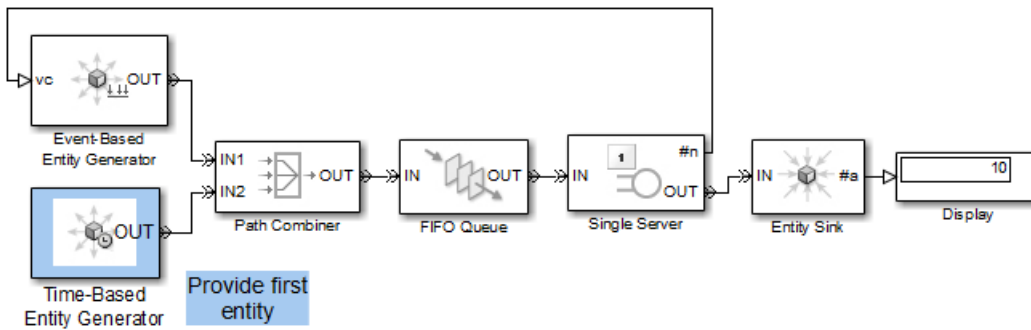 vc
OUT
Event-Based
Entity Generator
IN1
IN2
OUT
Path Combiner
IN
OUT
FIFO Queue
1
#n
IN
OUT
Single Server
IN
#a
Entity Sink
10
Display
OUT
Time-Based
Entity Generator
Provide first
entity